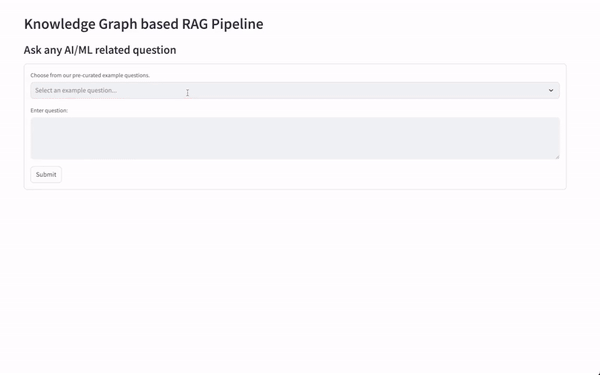 Knowledge Graph based RAG Pipeline
Ask any AI/ML related question
Choose from our pre-curated example questions.
Select an example question...
Enter question:
Submit